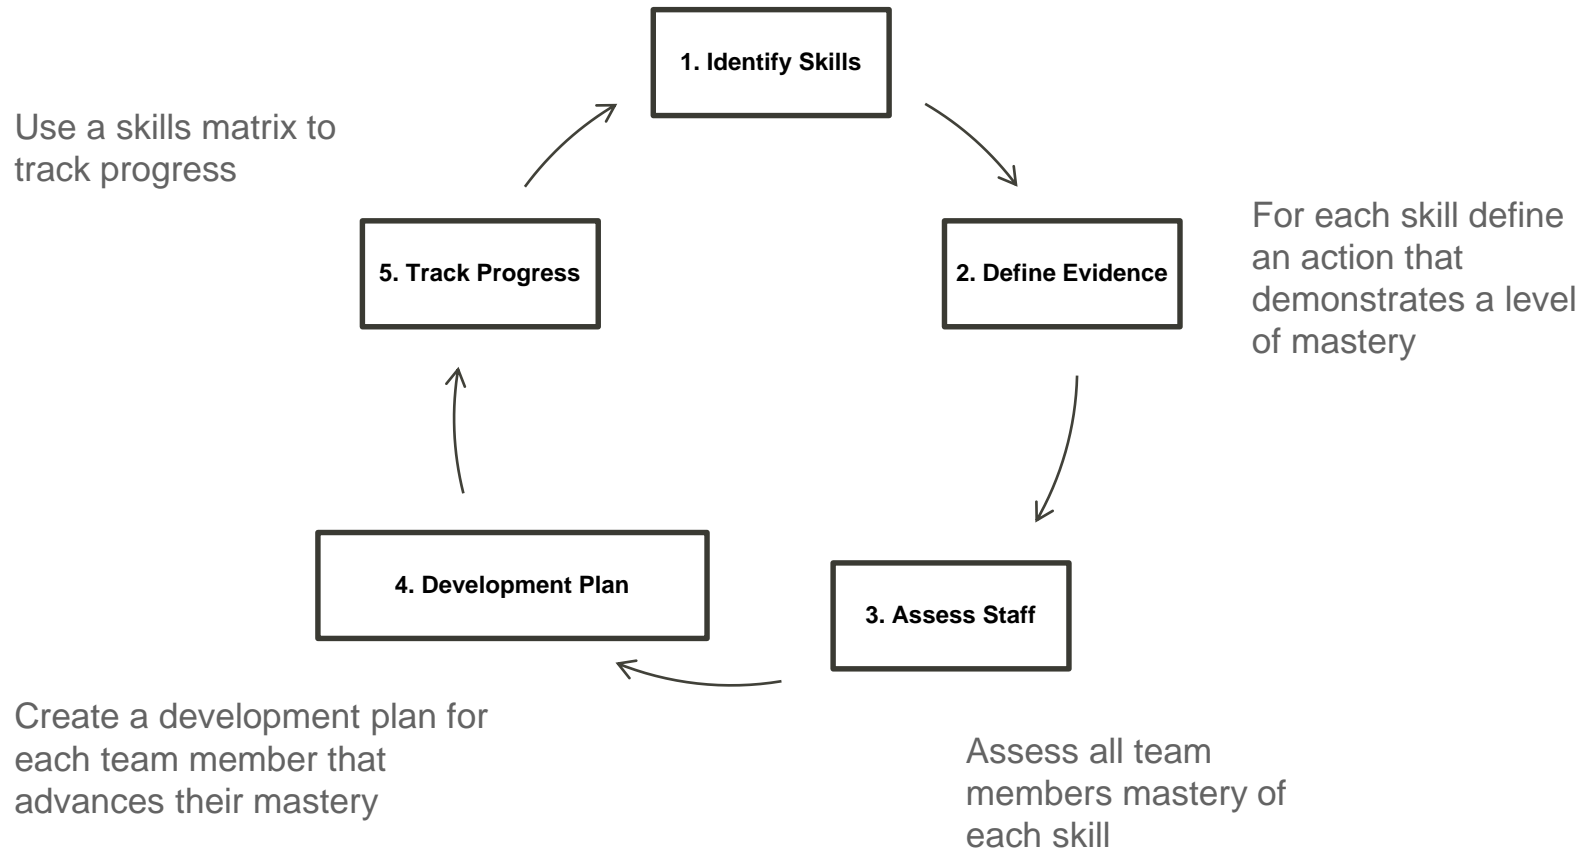 1. Identify Skills
Use a skills matrix to
track progress
For each skill define
an action that
demonstrates a level
of mastery
5. Track Progress
2. Define Evidence
4. Development Plan
3. Assess Staff
Create a development plan for
each team member that
advances their mastery
Assess all team
members mastery of
each skill